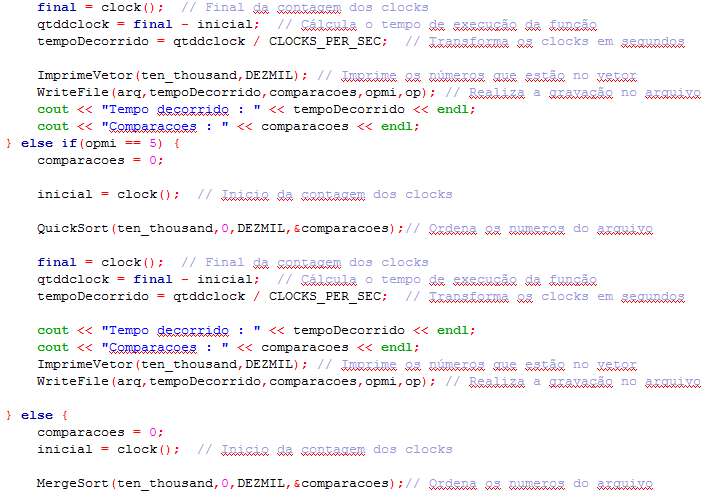 final = clock();  // Final da contagem dos clocks
qtddclock = final - inicial;  // Cálcula o tempo de execução da função
tempoDecorrido = qtddclock / CLOCKS_PER_SEC;  // Transforma os clocks em segundos
ImprimeVetor(ten_thousand,DEZMIL); // Imprime os números que estão no vetor
WriteFile(arq,tempoDecorrido,comparacoes,opmi,op); // Realiza a gravação no arquivo
cout << "Tempo decorrido : " << tempoDecorrido << endl;
cout << "Comparacoes : " << comparacoes << endl;
} else if(opmi == 5) {
comparacoes = 0;
inicial = clock();  // Inicio da contagem dos clocks
QuickSort(ten_thousand,0,DEZMIL,&comparacoes);// Ordena os numeros do arquivo
final = clock();  // Final da contagem dos clocks
qtddclock = final - inicial;  // Cálcula o tempo de execução da função
tempoDecorrido = qtddclock / CLOCKS_PER_SEC;  // Transforma os clocks em segundos
cout << "Tempo decorrido : " << tempoDecorrido << endl;
cout << "Comparacoes : " << comparacoes << endl;
ImprimeVetor(ten_thousand,DEZMIL); // Imprime os números que estão no vetor
WriteFile(arq,tempoDecorrido,comparacoes,opmi,op); // Realiza a gravação no arquivo
} else {
comparacoes = 0;
inicial = clock();  // Inicio da contagem dos clocks
MergeSort(ten_thousand,0,DEZMIL,&comparacoes);// Ordena os numeros do arquivo